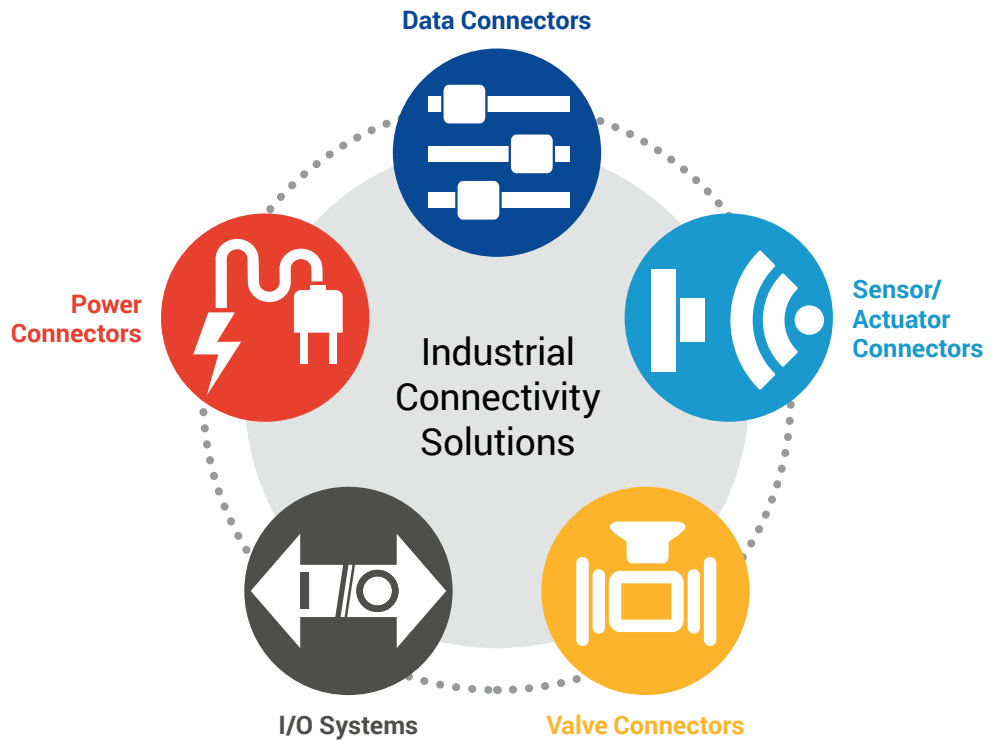 Data Connectors
Sensor/
Actuator
Connectors
Power
Connectors
Industrial
Connectivity
Solutions
I/O
I/O Systems
Valve Connectors